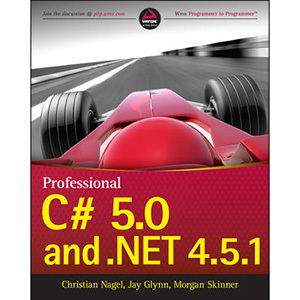 Join the discussion @ p2p.wrox.com
Wrox Programmer to Programmer™
wrox
Professional
C# 5.0
and .NET 4.5.1
Christian Nagel, Jay Glynn, Morgan Skinner